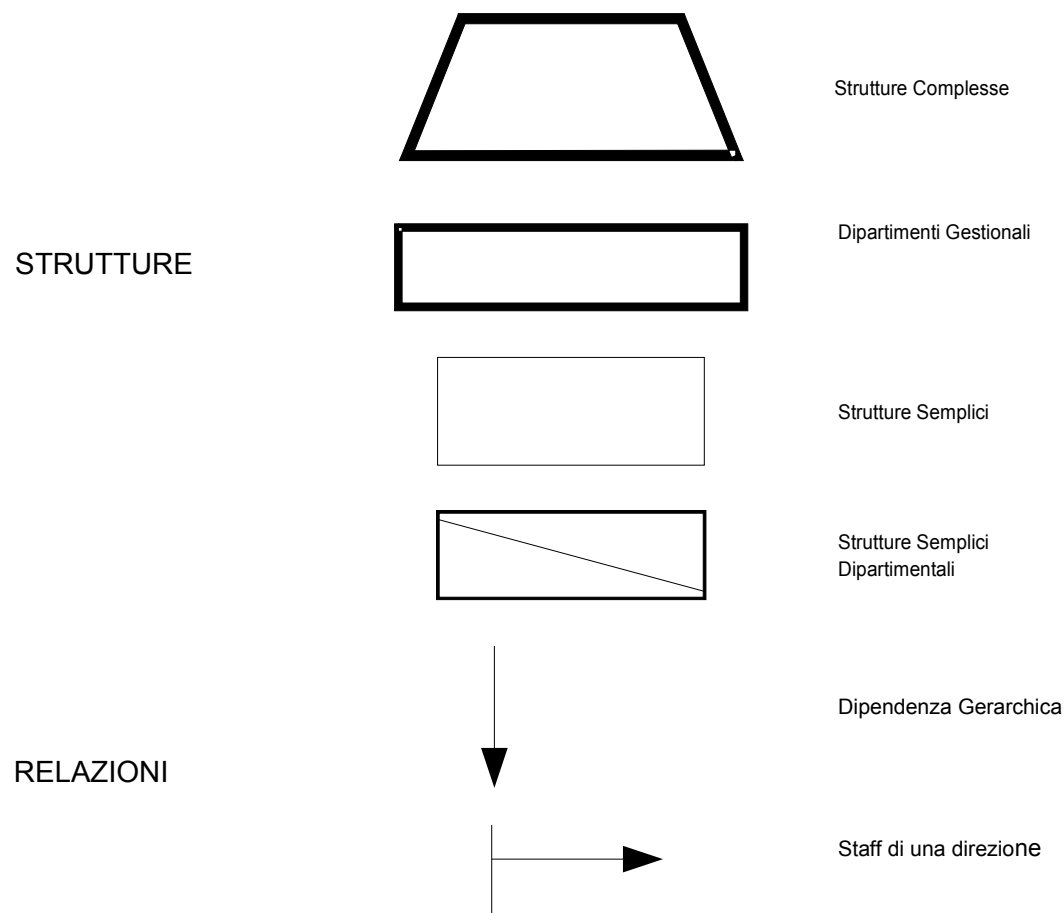 Strutture Complesse
Dipartimenti Gestionali
STRUTTURE
Strutture Semplici
Strutture Semplici
Dipartimentali
Dipendenza Gerarchica
RELAZIONI
Staff di una direzione